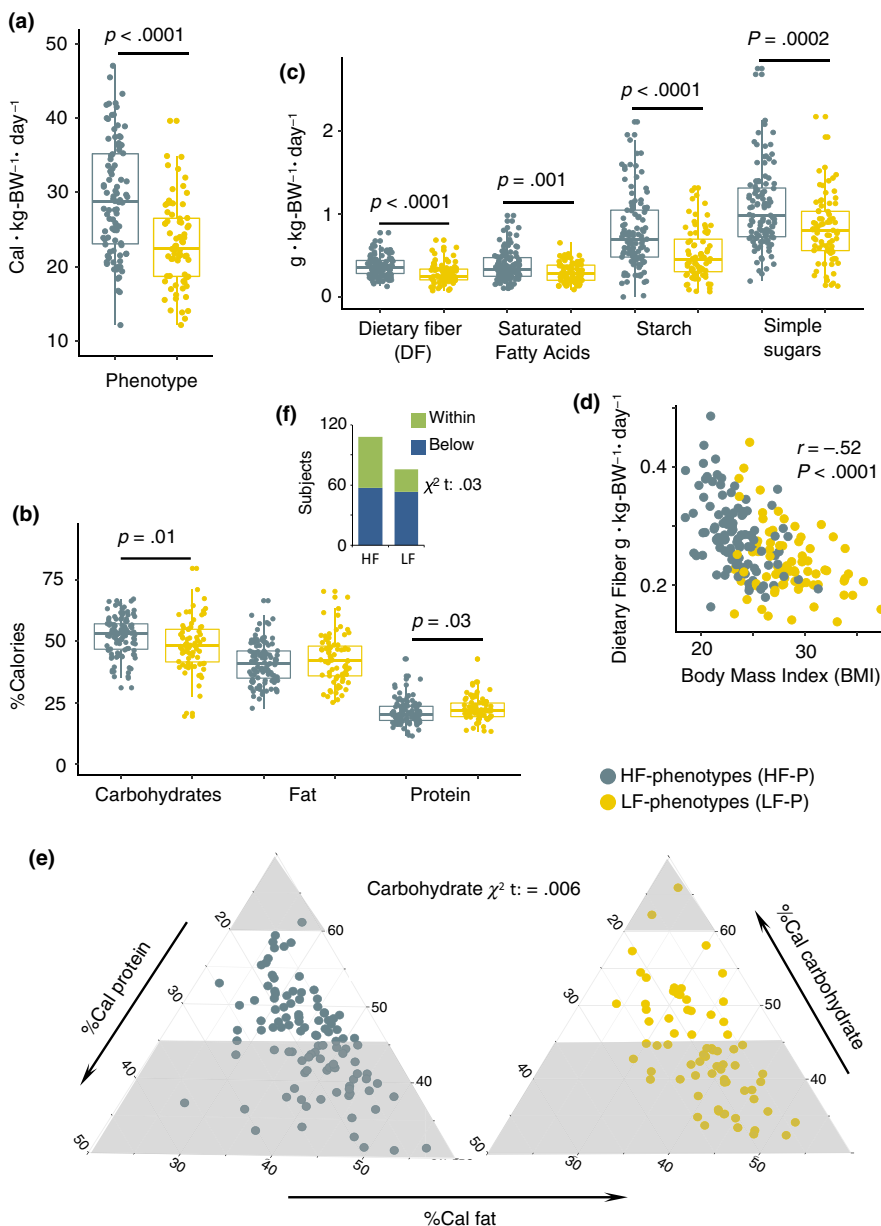 (a)
p < .0001
50
40
30
20
10
Cal · kg-BW⁻¹· day⁻¹
Phenotype
(c)
P = .0002
p < .0001
p < .0001
p = .001
2
1
0
g · kg-BW⁻¹· day⁻¹
Dietary fiber
(DF)
Saturated
Fatty Acids
Starch
Simple
sugars
(f)
120
60
0
Subjects
Within
Below
χ² t: .03
HF
LF
(d)
r = −.52
P < .0001
0.4
0.2
Dietary Fiber g · kg-BW⁻¹· day⁻¹
20
30
Body Mass Index (BMI)
(b)
p = .01
p = .03
75
50
25
0
%Calories
Carbohydrates
Fat
Protein
HF-phenotypes (HF-P)
LF-phenotypes (LF-P)
(e)
Carbohydrate χ² t: = .006
%Cal protein
20
30
40
50
60
50
40
30
40
50
20
30
40
50
60
50
40
30
40
50
%Cal carbohydrate
%Cal fat